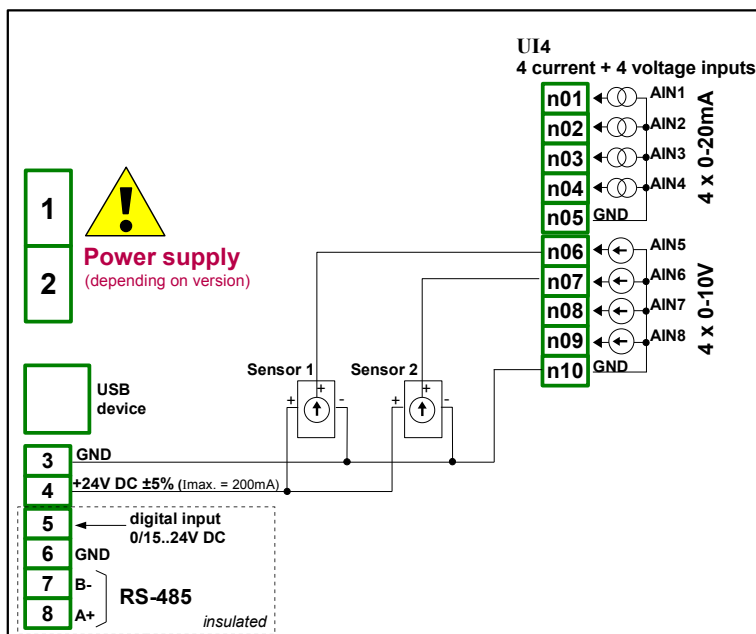 UI4
4 current + 4 voltage inputs
n01
AIN1
n02
AIN2
n03
AIN3
n04
AIN4
n05
GND
4 x 0-20mA
n06
AIN5
n07
AIN6
n08
AIN7
n09
AIN8
n10
GND
4 x 0-10V
1
2
Power supply
(depending on version)
USB
device
Sensor 1
+
+
-
Sensor 2
+
+
-
3
GND
4
+24V DC ±5% (Imax. = 200mA)
5
digital input
0/15..24V DC
6
GND
7
B-
8
A+
RS-485
insulated